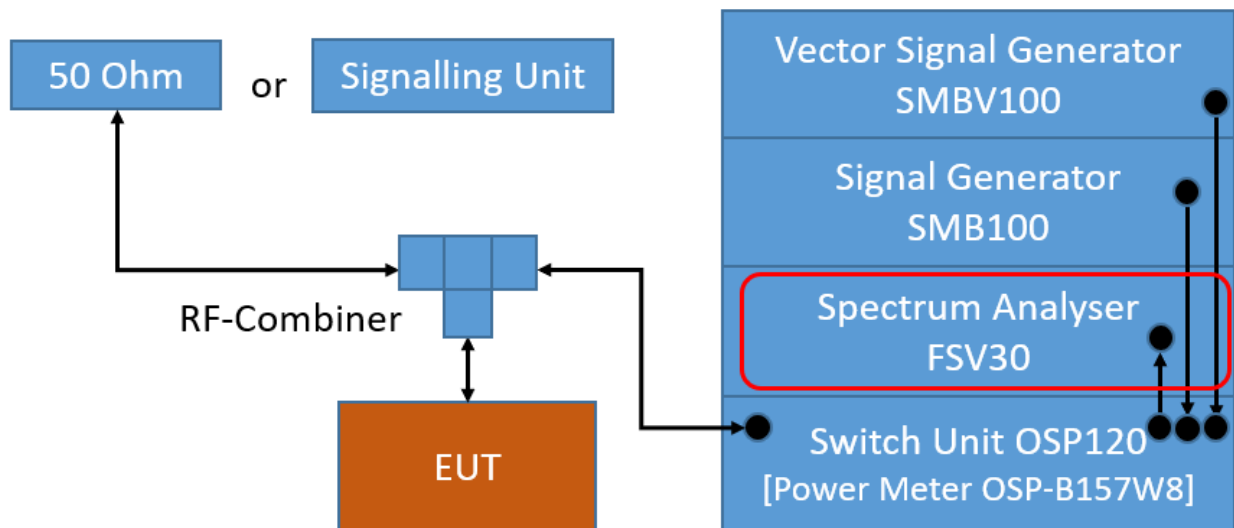 50 Ohm
or
Signalling Unit
RF-Combiner
EUT
Vector Signal Generator
SMBV100
Signal Generator
SMB100
Spectrum Analyser
FSV30
Switch Unit OSP120
[Power Meter OSP-B157W8]